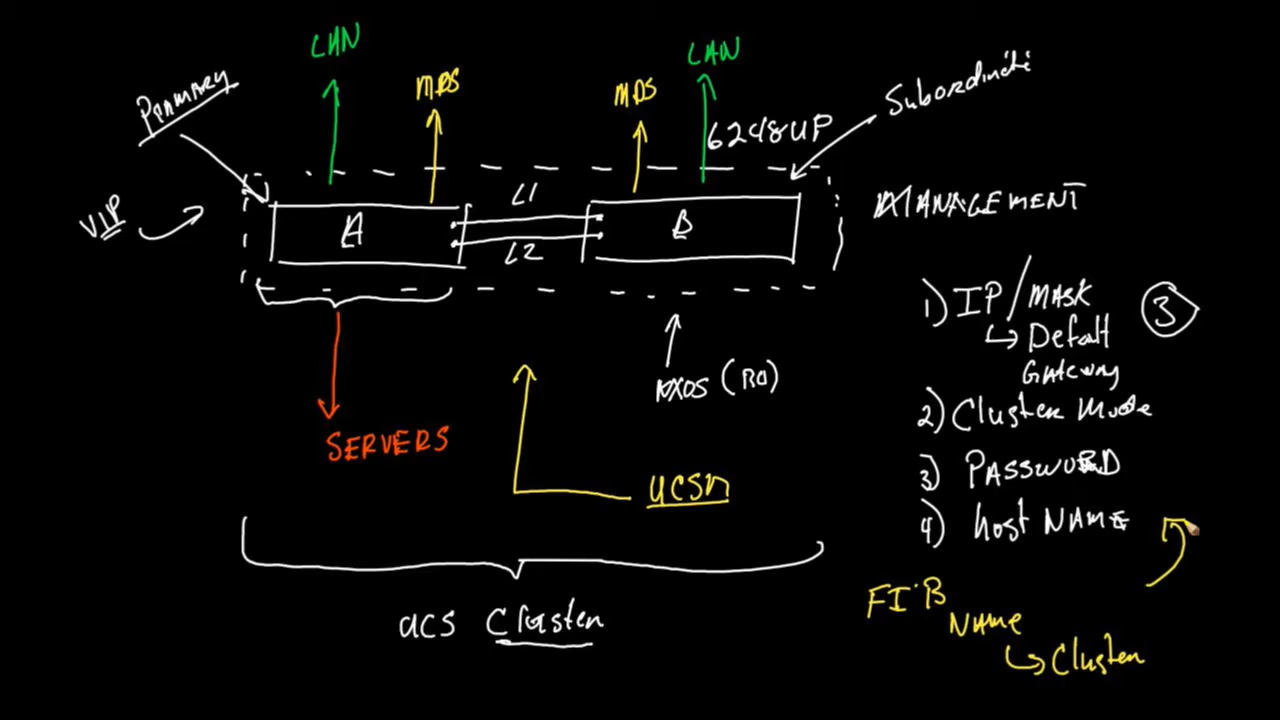 LAN
MDS
MDS
LAN
PRIMARY
6248UP
Subordinate
VIP
A
L1
L2
B
MANAGEMENT
1) IP/MASK
Default
Gateway
3
2) Cluster Mode
3) PASSWORD
4) host NAME
NXOS (RO)
SERVERS
UCSM
UCS Cluster
FI-B
NAME
Cluster